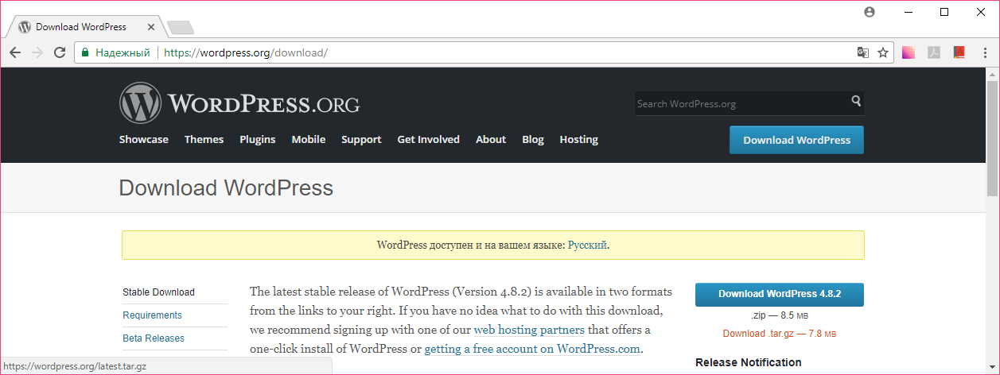 Download WordPress
Надежный https://wordpress.org/download/
WORDPRESS.ORG
Search WordPress.org
Showcase Themes Plugins Mobile Support Get Involved About Blog Hosting
Download WordPress
Download WordPress
WordPress доступен и на вашем языке: Русский.
Stable Download
Requirements
Beta Releases
The latest stable release of WordPress (Version 4.8.2) is available in two formats
from the links to your right. If you have no idea what to do with this download,
we recommend signing up with one of our web hosting partners that offers a
one-click install of WordPress or getting a free account on WordPress.com.
Download WordPress 4.8.2
.zip — 8.5 MB
Download .tar.gz — 7.8 MB
Release Notification
https://wordpress.org/latest.tar.gz